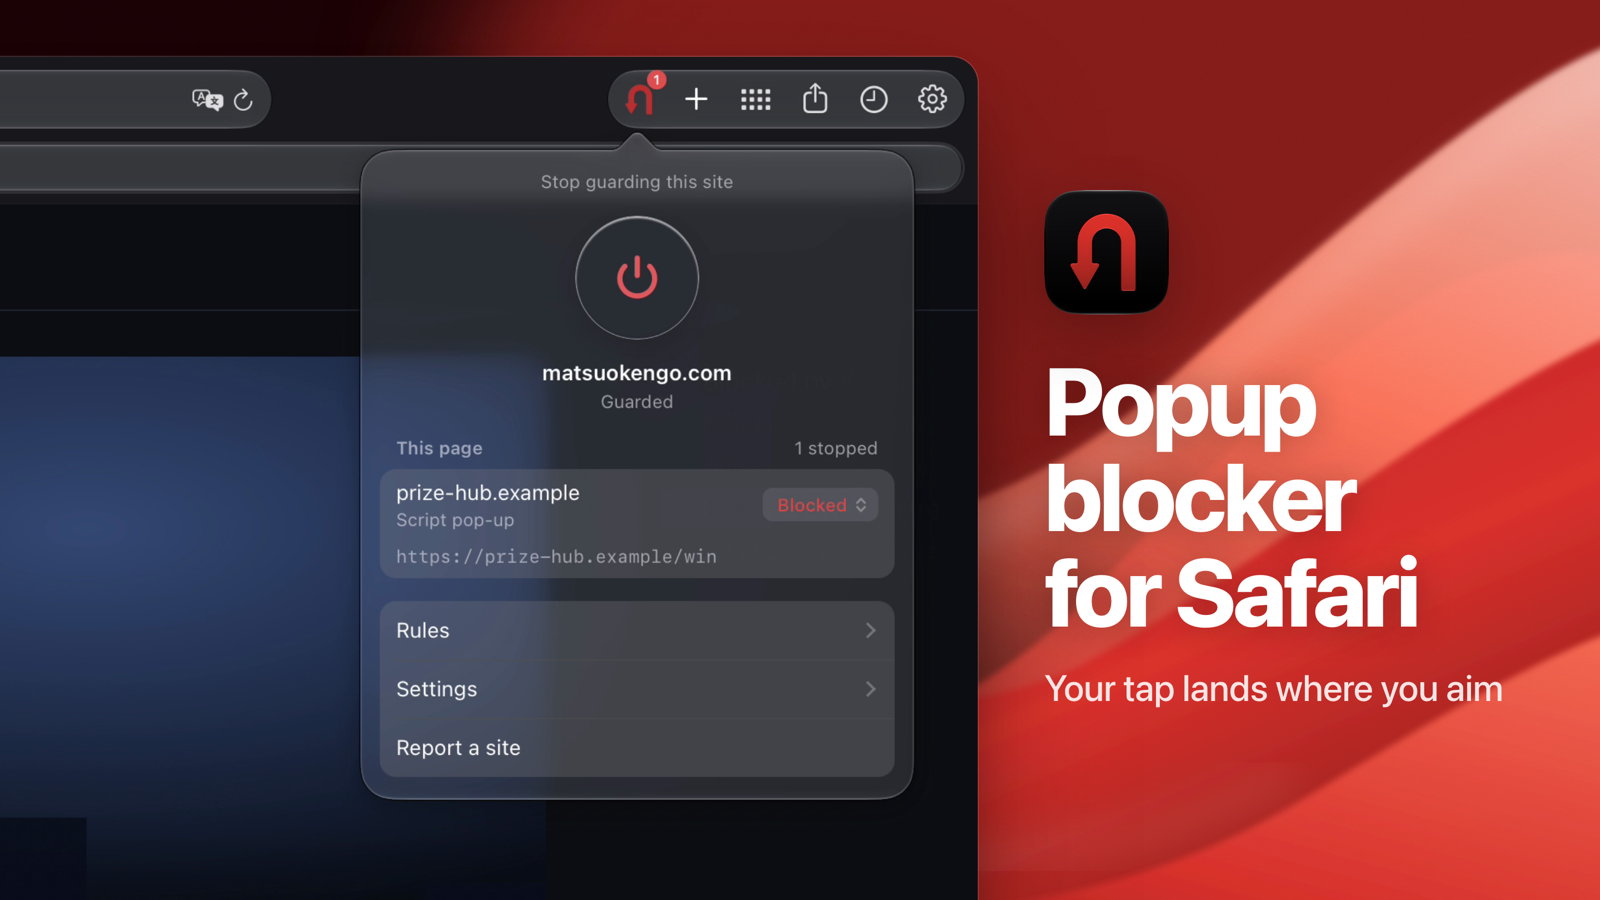 1
Stop guarding this site
matsuokengo.com
Guarded
This page
1 stopped
prize-hub.example
Script pop-up
Blocked
https://prize-hub.example/win
Rules
Settings
Report a site
Popup
blocker
for Safari
Your tap lands where you aim